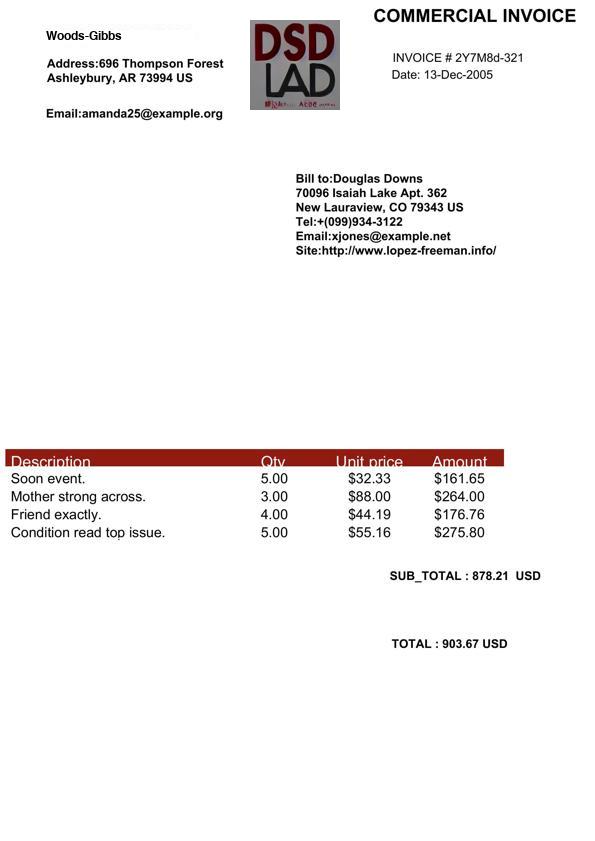 COMMERCIAL INVOICE
Woods-Gibbs
Address:696 Thompson Forest
Ashleybury, AR 73994 US
Email:amanda25@example.org
DSD
LAD
INVOICE # 2Y7M8d-321
Date: 13-Dec-2005
Bill to:Douglas Downs
70096 Isaiah Lake Apt. 362
New Lauraview, CO 79343 US
Tel:+(099)934-3122
Email:xjones@example.net
Site:http://www.lopez-freeman.info/
Description Qty Unit price Amount
Soon event. 5.00 $32.33 $161.65
Mother strong across. 3.00 $88.00 $264.00
Friend exactly. 4.00 $44.19 $176.76
Condition read top issue. 5.00 $55.16 $275.80
SUB_TOTAL : 878.21 USD
TOTAL : 903.67 USD